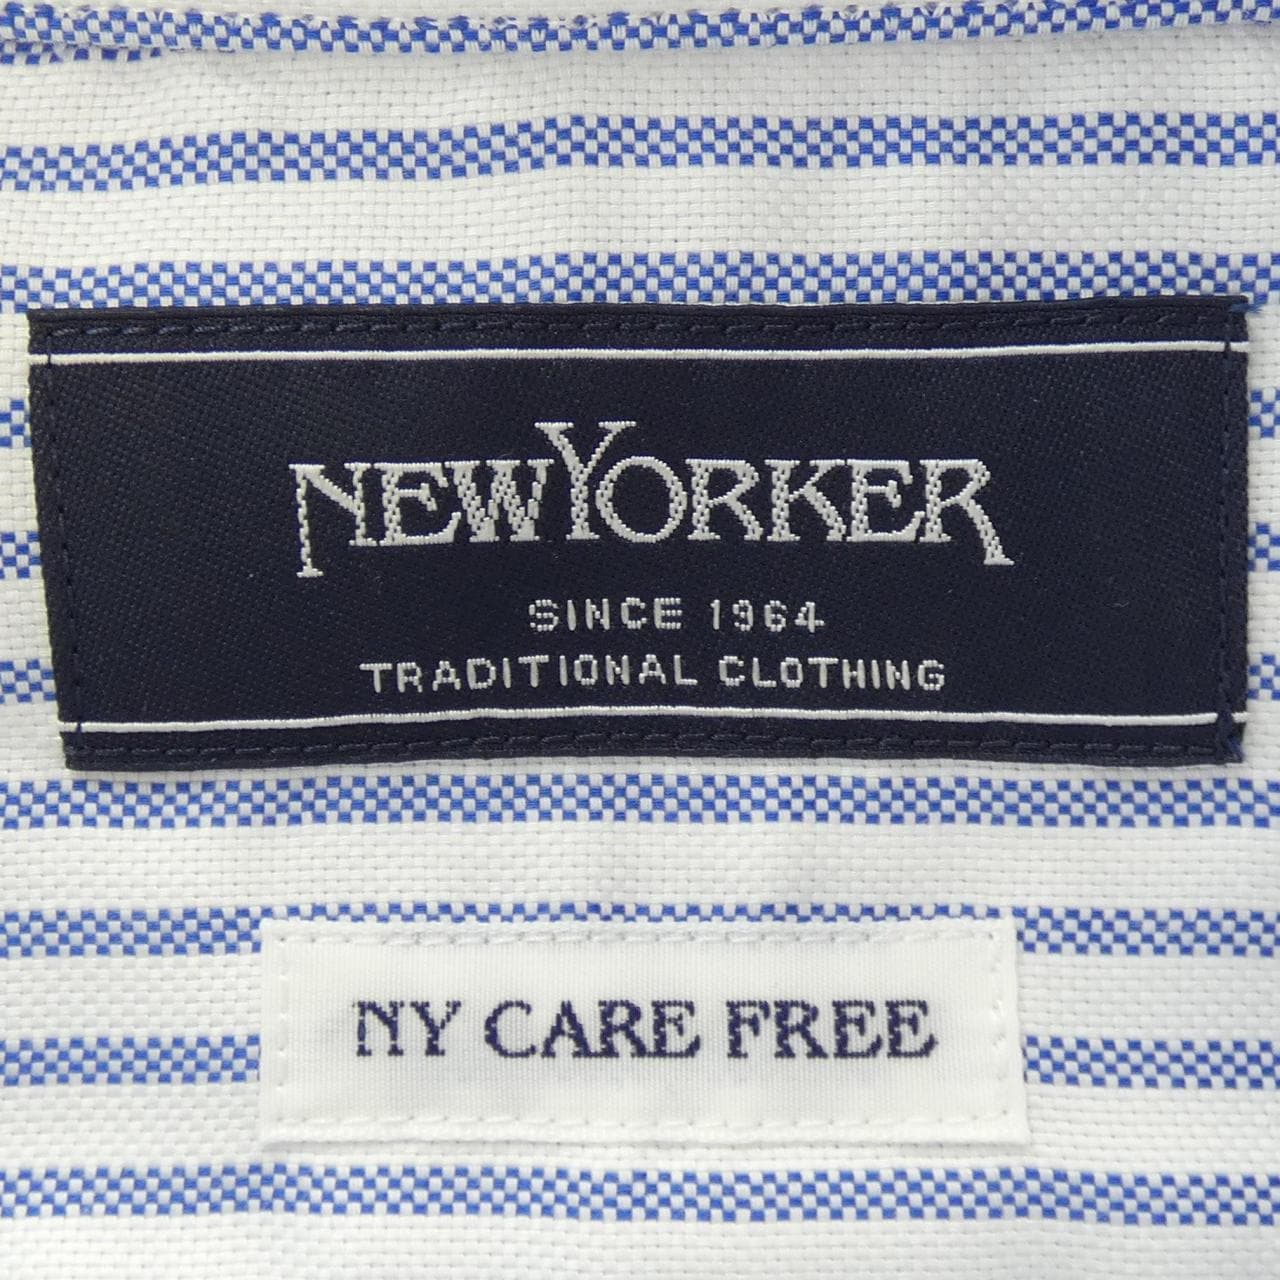 NEWYORKER
SINCE 1964
TRADITIONAL CLOTHING
NY CARE FREE